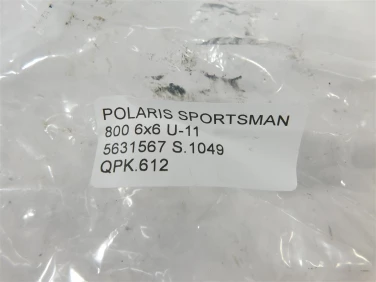 POLARIS SPORTSMAN
800 6x6 U-11
5631567 S.1049
QPK.612